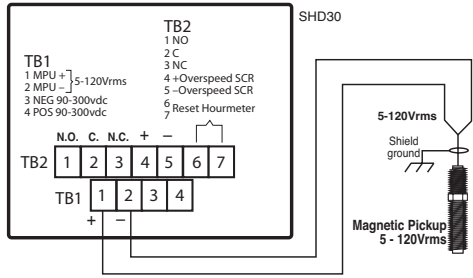 SHD30
TB2
1 NO
2 C
3 NC
4 +Overspeed SCR
5 –Overspeed SCR
6
7
Reset Hourmeter
TB1
1 MPU +
2 MPU –
5-120Vrms
3 NEG 90-300vdc
4 POS 90-300vdc
N.O. C. N.C. + –
TB2 1 2 3 4 5 6 7
TB1 1 2 3 4
+ –
5-120Vrms
Shield
ground
Magnetic Pickup
5 - 120Vrms